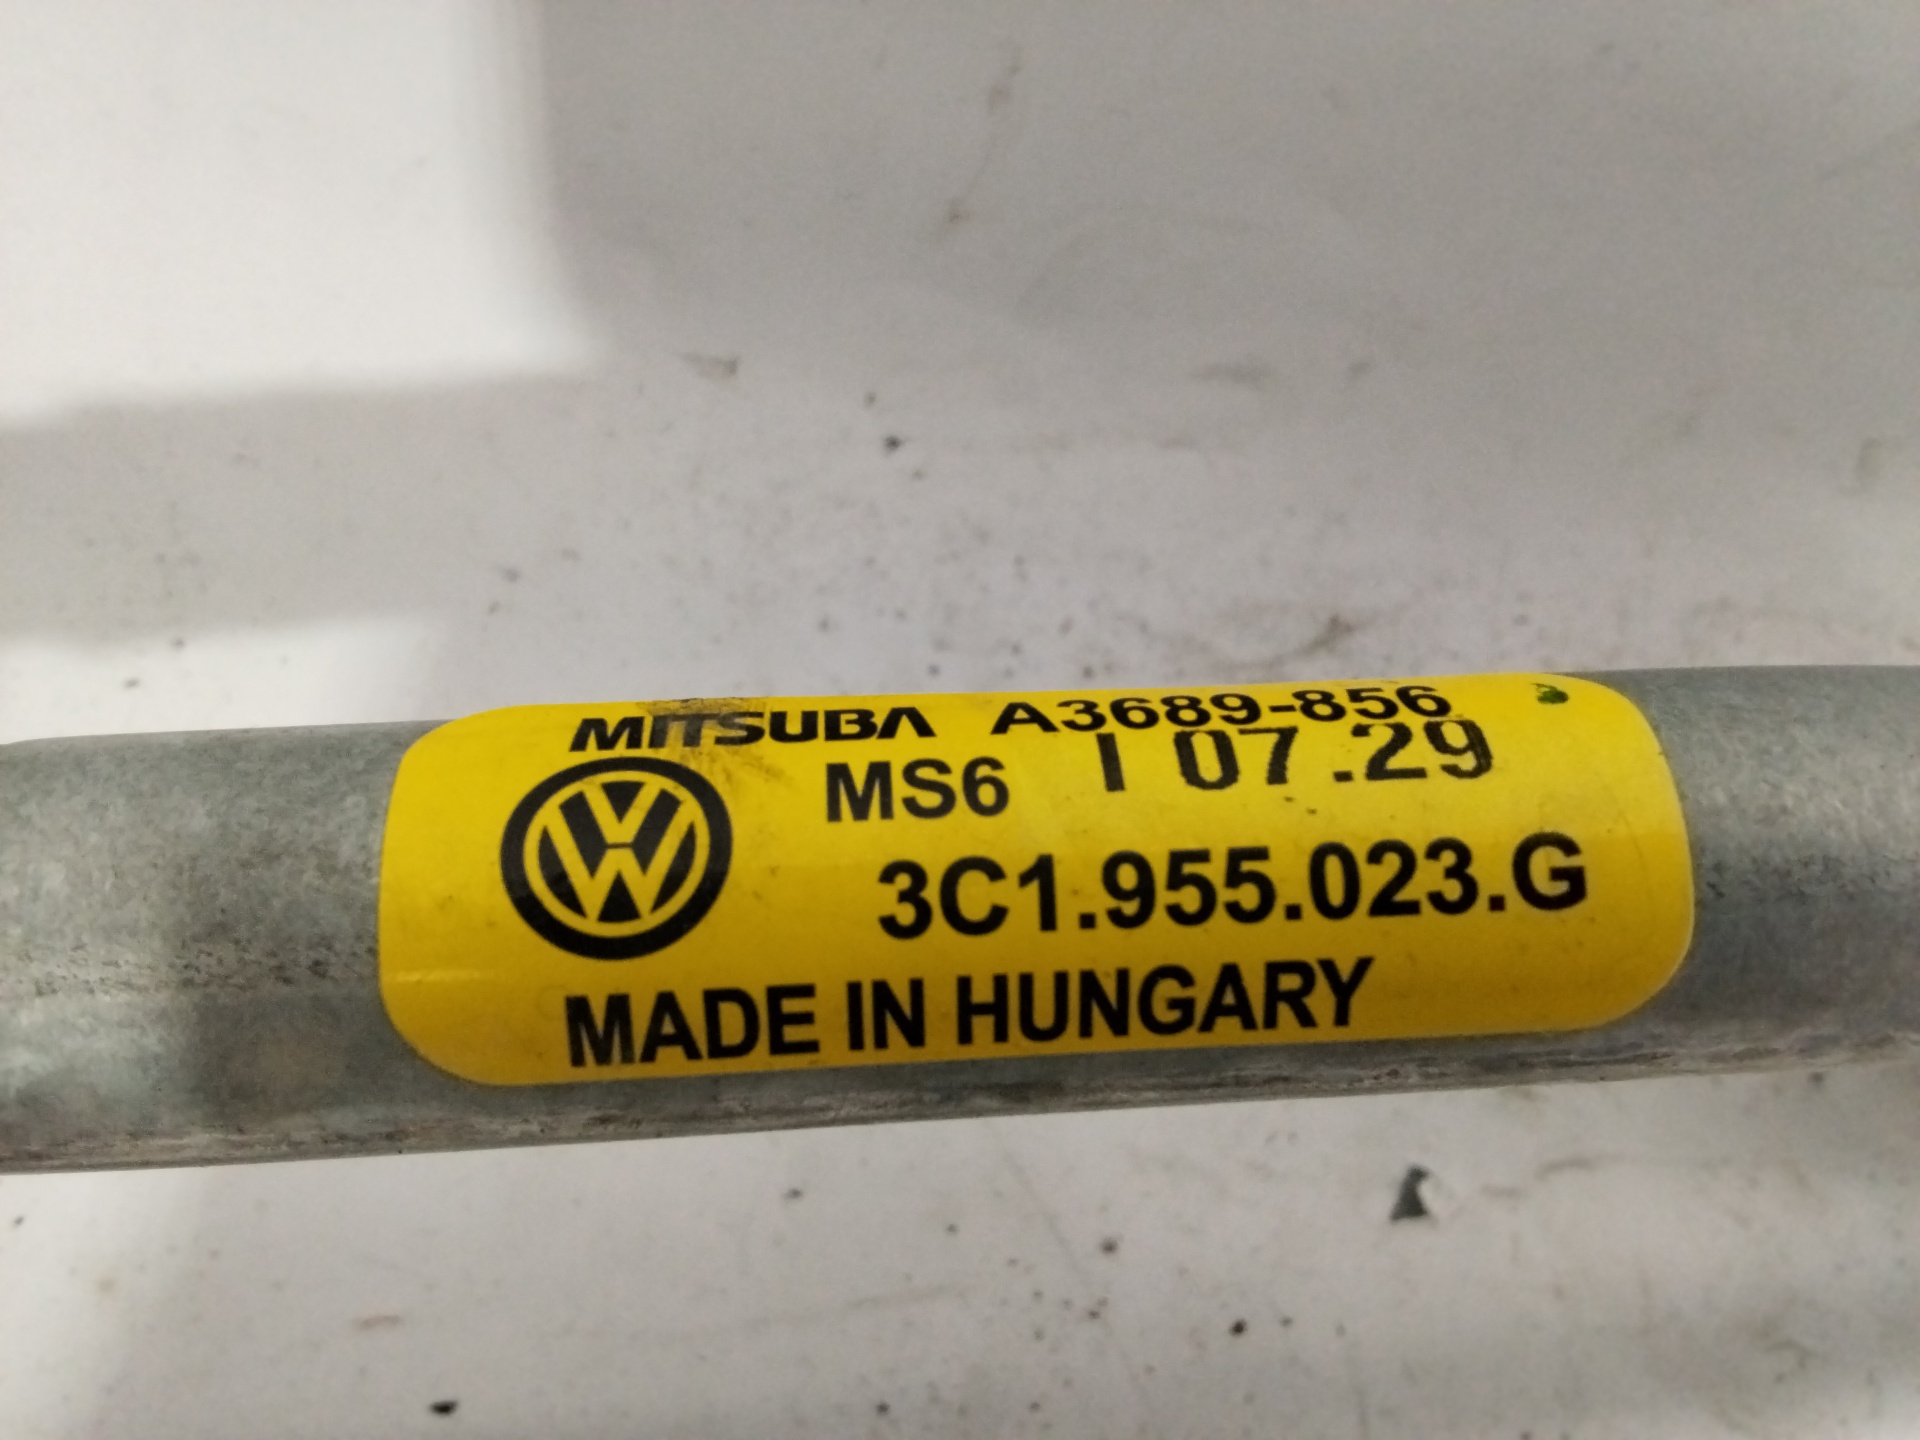 MITSUBA A3689-856
MS6 I 07.29
3C1.955.023.G
MADE IN HUNGARY